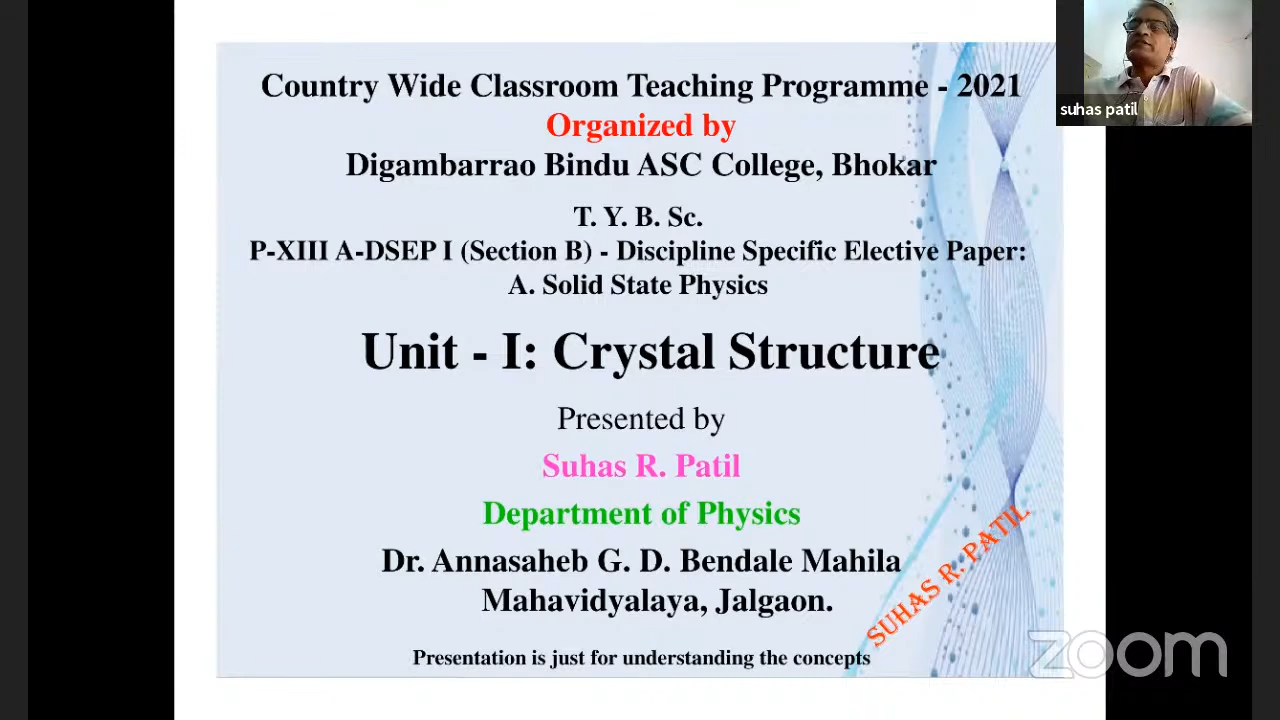 Country Wide Classroom Teaching Programme - 2021
Organized by
Digambarrao Bindu ASC College, Bhokar
T. Y. B. Sc.
P-XIII A-DSEP I (Section B) - Discipline Specific Elective Paper:
A. Solid State Physics
Unit - I: Crystal Structure
Presented by
Suhas R. Patil
Department of Physics
Dr. Annasaheb G. D. Bendale Mahila
Mahavidyalaya, Jalgaon.
Presentation is just for understanding the concepts
SUHAS R. PATIL
suhas patil
zoom